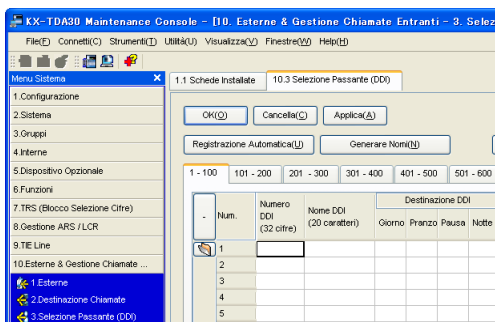 KX-TDA30 Maintenance Console - [10. Esterne & Gestione Chiamate Entranti - 3. Selez
File(F) Connetti(C) Strumenti(T) Utilità(U) Visualizza(V) Finestre(W) Help(H)
Menu Sistema
1.1 Schede Installate 10.3 Selezione Passante (DDI)
1.Configurazione
2.Sistema
3.Gruppi
4.Interne
5.Dispositivo Opzionale
6.Funzioni
7.TRS (Blocco Selezione Cifre)
8.Gestione ARS / LCR
9.TIE Line
10.Esterne & Gestione Chiamate ...
1.Esterne
2.Destinazione Chiamate
3.Selezione Passante (DDI)
OK(O) Cancella(C) Applica(A)
Registrazione Automatica(U) Generare Nomi(N)
1 - 100 101 - 200 201 - 300 301 - 400 401 - 500 501 - 600
- Num. Numero DDI (32 cifre) Nome DDI (20 caratteri) Destinazione DDI
Giorno Pranzo Pausa Notte
1
2
3
4
5